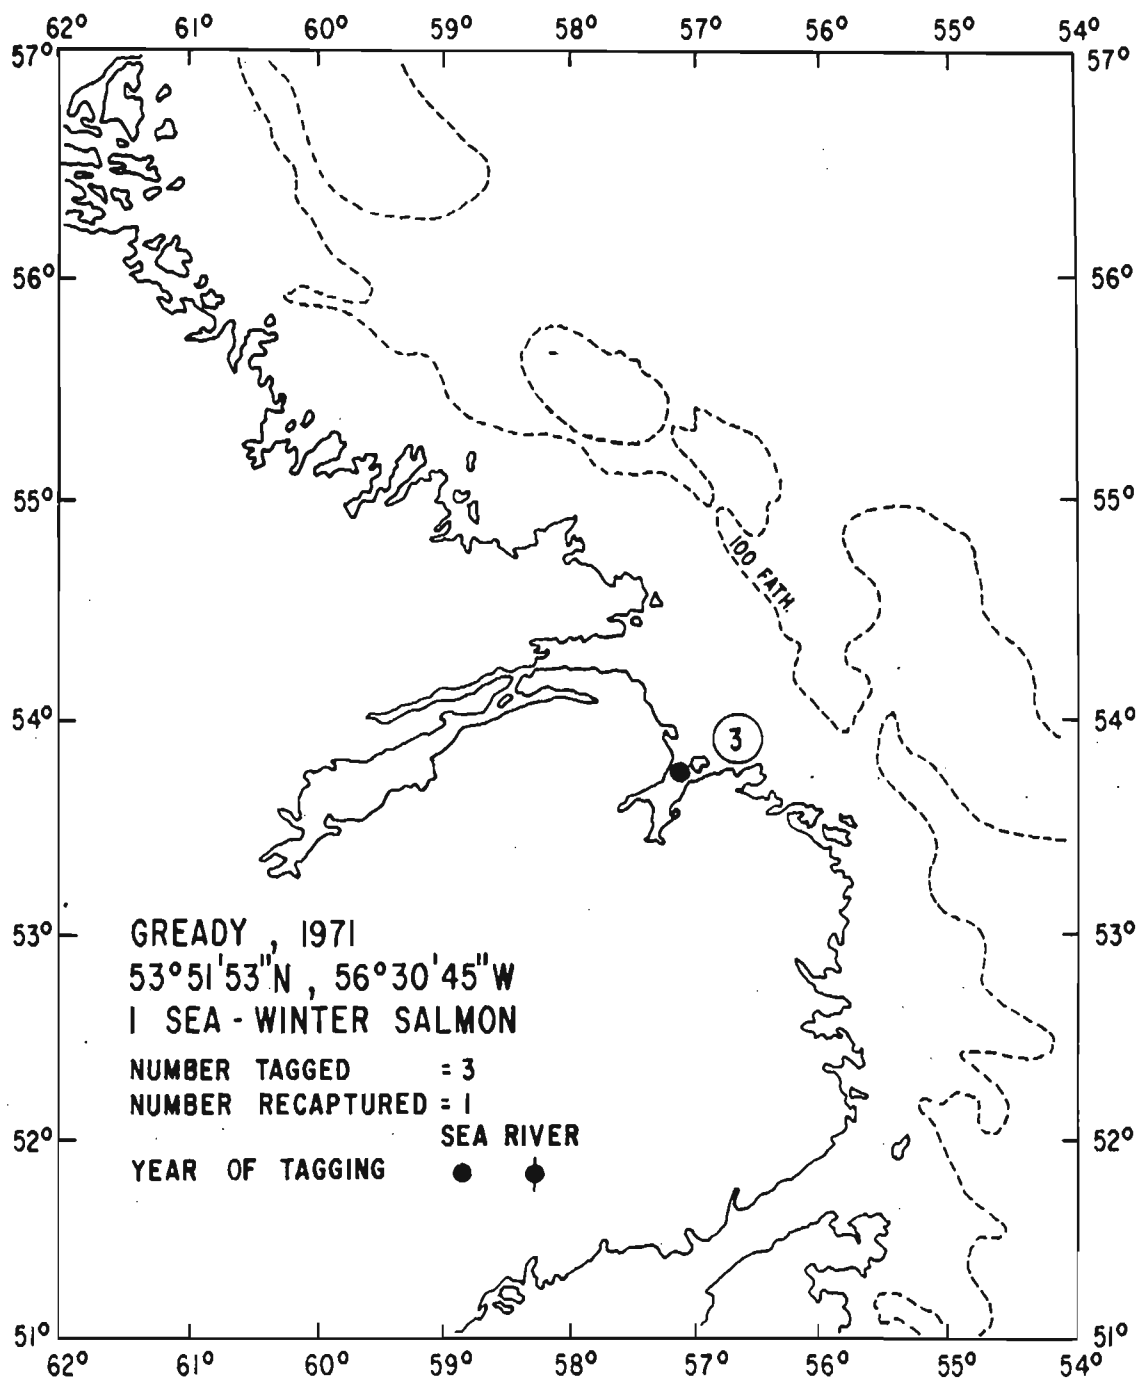 62° 61° 60° 59° 58° 57° 56° 55° 54°
57° 57°
56° 56°
55° 55°
100 FATH.
54° 54°
3
53° 53°
GREADY , 1971
53°51'53"N , 56°30'45"W
1 SEA - WINTER SALMON
NUMBER TAGGED = 3
NUMBER RECAPTURED = 1
SEA RIVER
52° 52°
YEAR OF TAGGING
51° 51°
62° 61° 60° 59° 58° 57° 56° 55° 54°